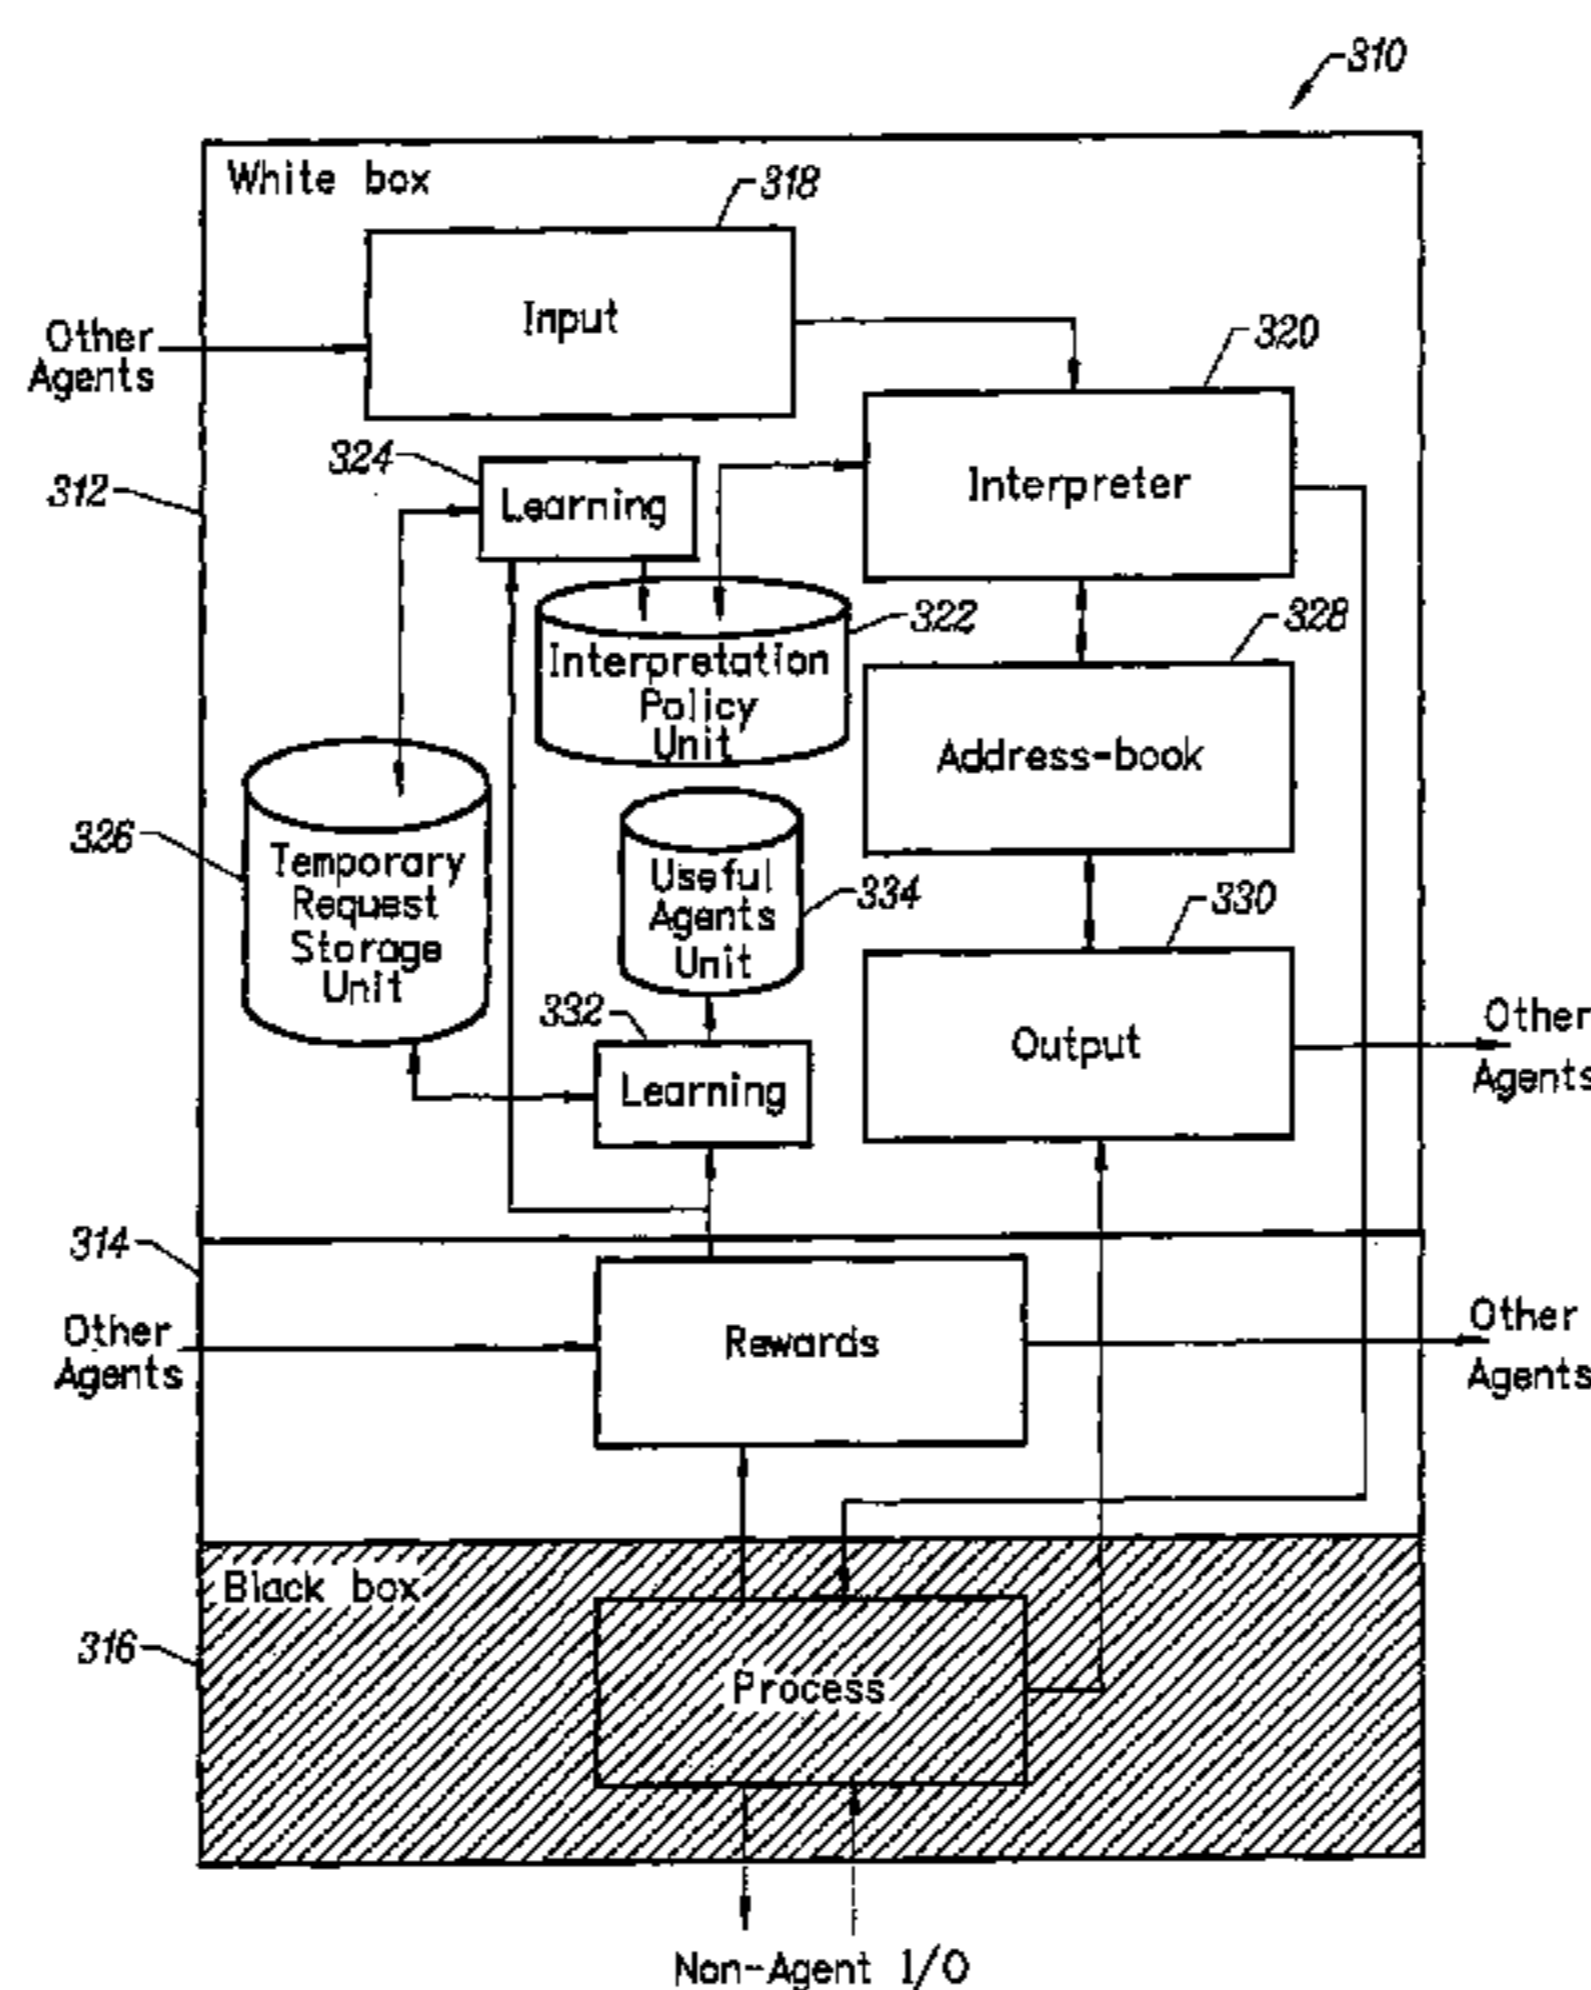 310
White box
318
Input
Other
Agents
320
324
Learning
Interpreter
312
322
328
Interpretation
Policy
Unit
Address-book
326
Temporary
Request
Storage
Unit
Useful
Agents
Unit
334
330
332
Learning
Output
Other
Agents
314
Other
Agents
Rewards
Other
Agents
Black box
316
Process
Non-Agent I/O